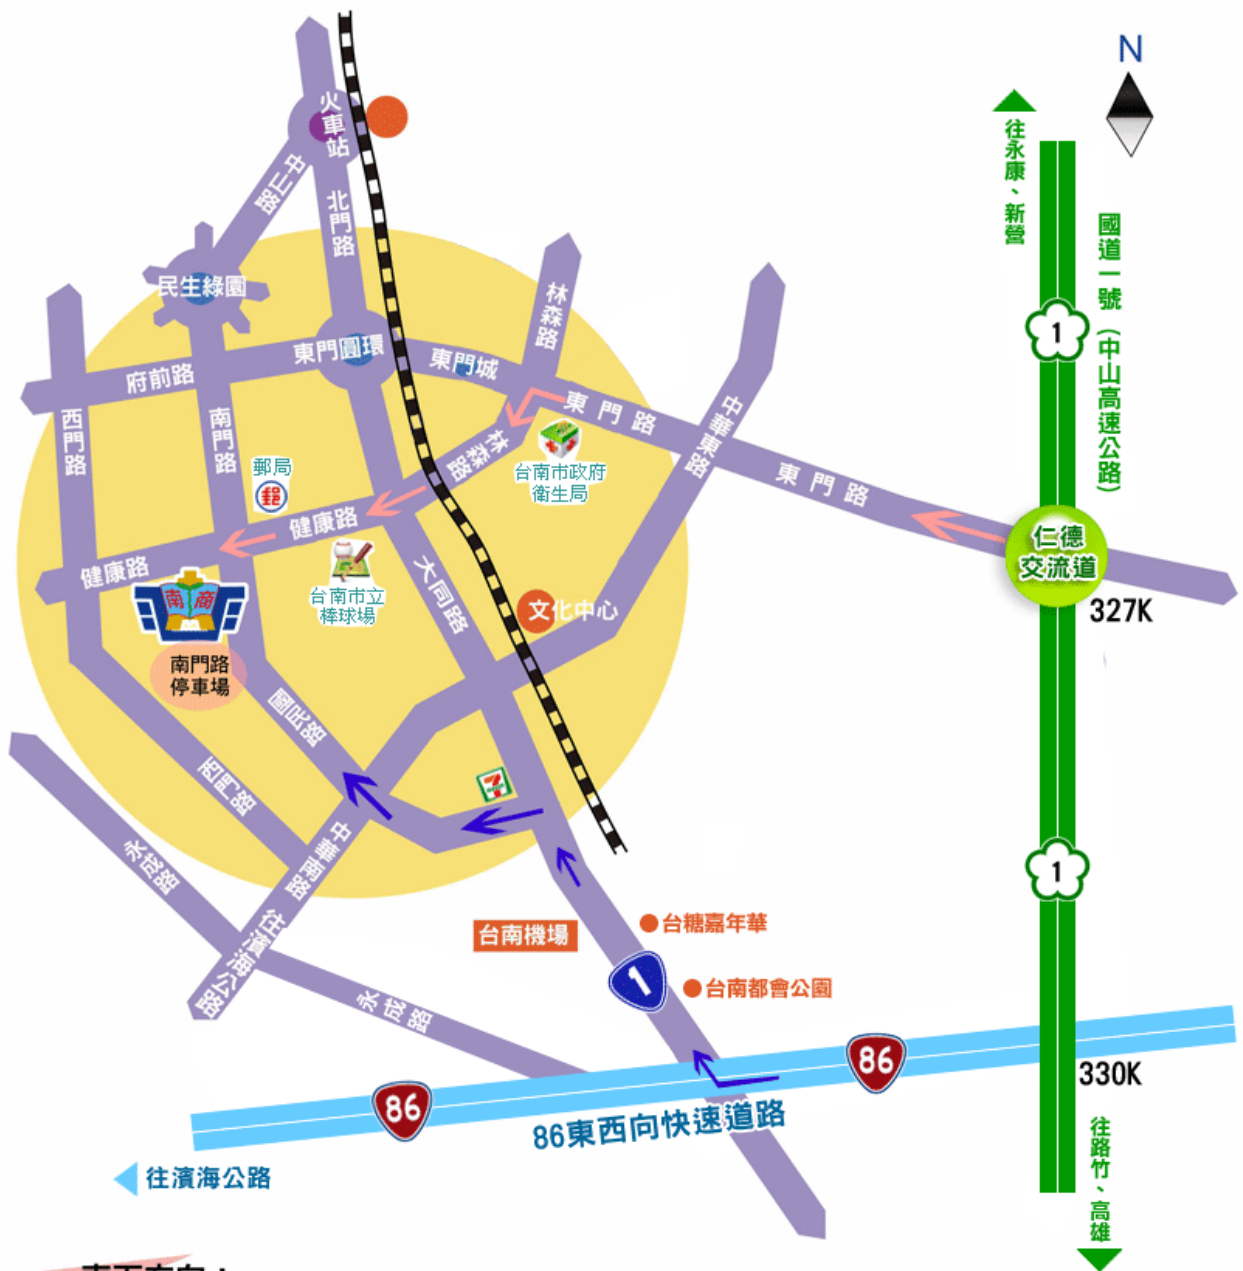 N
火車站
中山路
北門路
往永康、新營
國道一號(中山高速公路)
1
民生綠園
林森路
東門圓環
東門城
府前路
東門路
西門路
南門路
中華東路
林森路
郵局
郵
台南市政府
衛生局
東門路
健康路
仁德
交流道
327K
健康路
南商
台南市立
棒球場
大同路
文化中心
南門路
停車場
國民路
西門路
7
中華南路
往濱海公路
永成路
1
台糖嘉年華
台南機場
1
台南都會公園
永成路
86
86
330K
86東西向快速道路
往濱海公路
往路竹、高雄